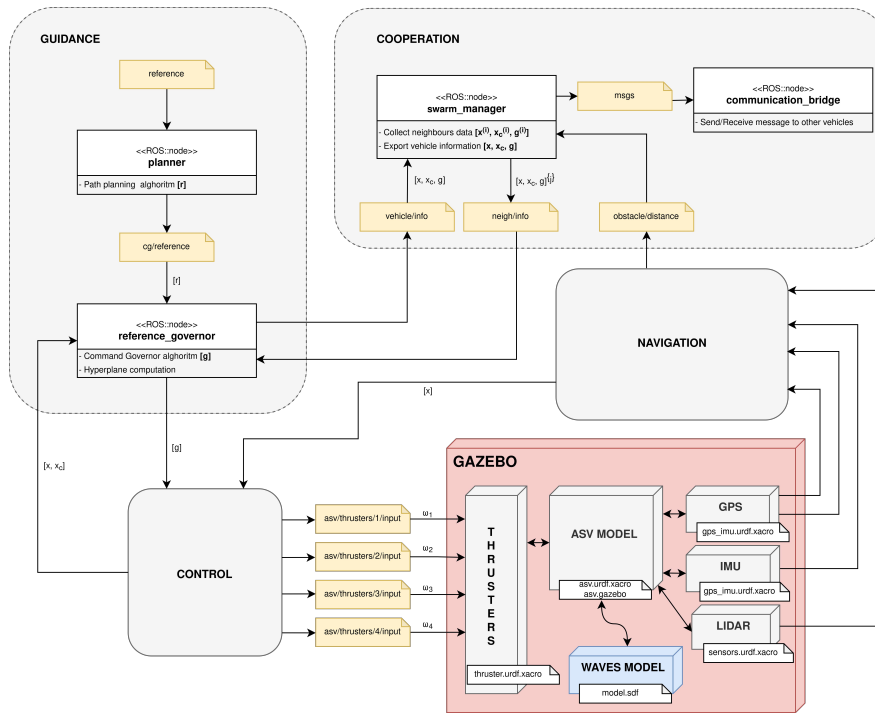 GUIDANCE
reference
<<ROS::node>>
planner
- Path planning alghoritm [r]
cg/reference
[r]
<<ROS::node>>
reference_governor
- Command Governor alghoritm [g]
- Hyperplane computation
COOPERATION
<<ROS::node>>
swarm_manager
- Collect neighbours data [x(i), xc(i), g(i)]
- Export vehicle information [x, xc, g]
msgs
<<ROS::node>>
communication_bridge
- Send/Receive message to other vehicles
[x, xc, g]
[x, xc, g]{ij}
vehicle/info
neigh/info
obstacle/distance
NAVIGATION
[x]
[x, xc]
[g]
CONTROL
asv/thrusters/1/input
ω1
asv/thrusters/2/input
ω2
asv/thrusters/3/input
ω3
asv/thrusters/4/input
ω4
GAZEBO
THRUSTERS
thruster.urdf.xacro
ASV MODEL
asv.urdf.xacro
asv.gazebo
GPS
gps_imu.urdf.xacro
IMU
gps_imu.urdf.xacro
LIDAR
sensors.urdf.xacro
WAVES MODEL
model.sdf